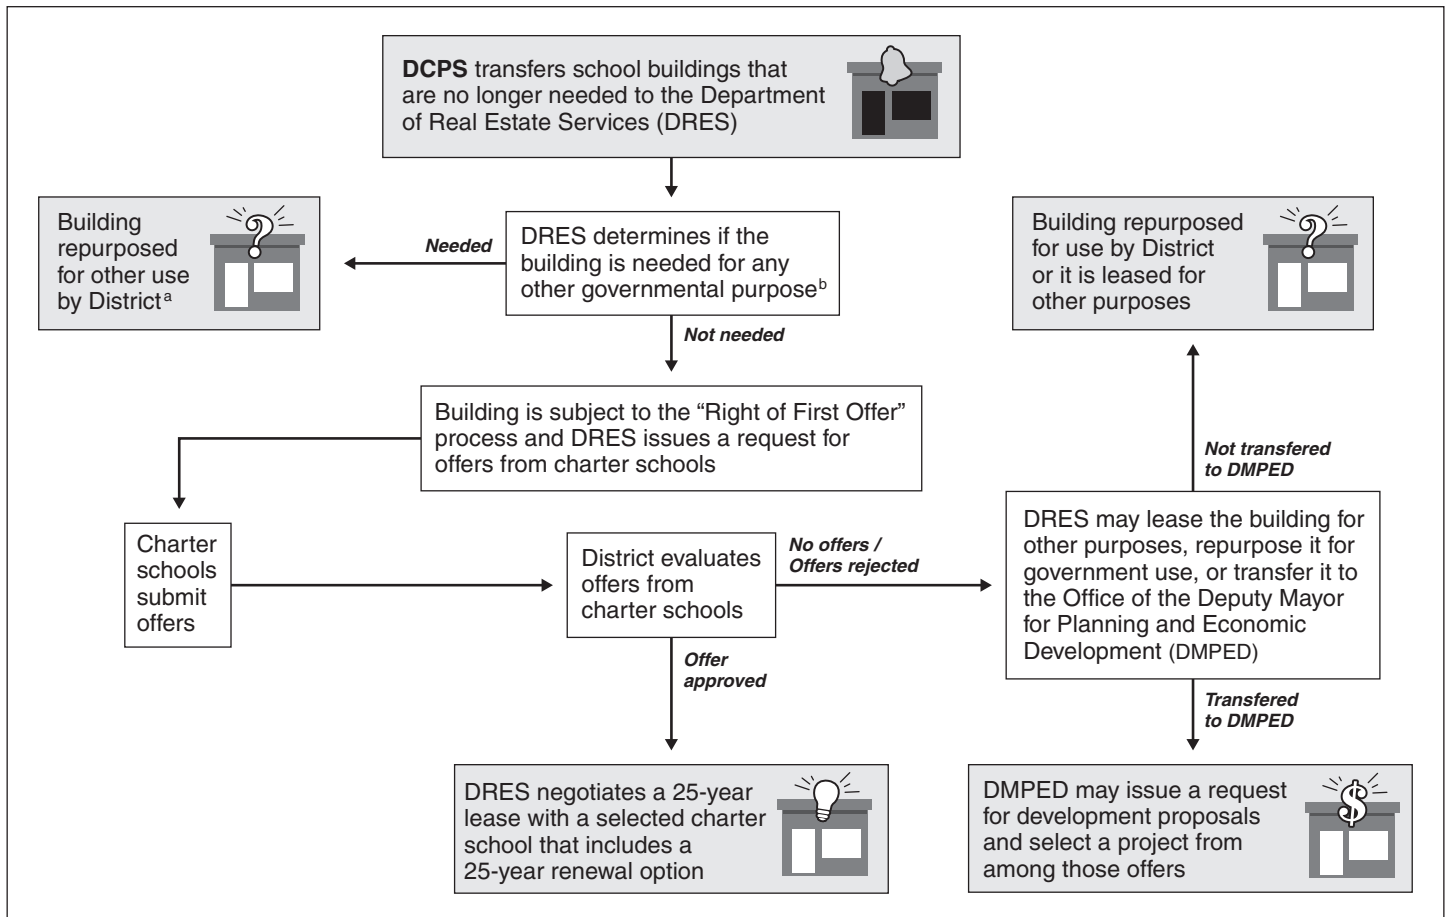 DCPS transfers school buildings that
are no longer needed to the Department
of Real Estate Services (DRES)
Building
repurposed
for other use
by District a
Needed
DRES determines if the
building is needed for any
other governmental purpose b
Not needed
Building repurposed
for use by District
or it is leased for
other purposes
Building is subject to the “Right of First Offer”
process and DRES issues a request for
offers from charter schools
Not transfered
to DMPED
Charter
schools
submit
offers
District evaluates
offers from
charter schools
No offers /
Offers rejected
DRES may lease the building for
other purposes, repurpose it for
government use, or transfer it to
the Office of the Deputy Mayor
for Planning and Economic
Development (DMPED)
Offer
approved
Transfered
to DMPED
DRES negotiates a 25-year
lease with a selected charter
school that includes a
25-year renewal option
DMPED may issue a request
for development proposals
and select a project from
among those offers